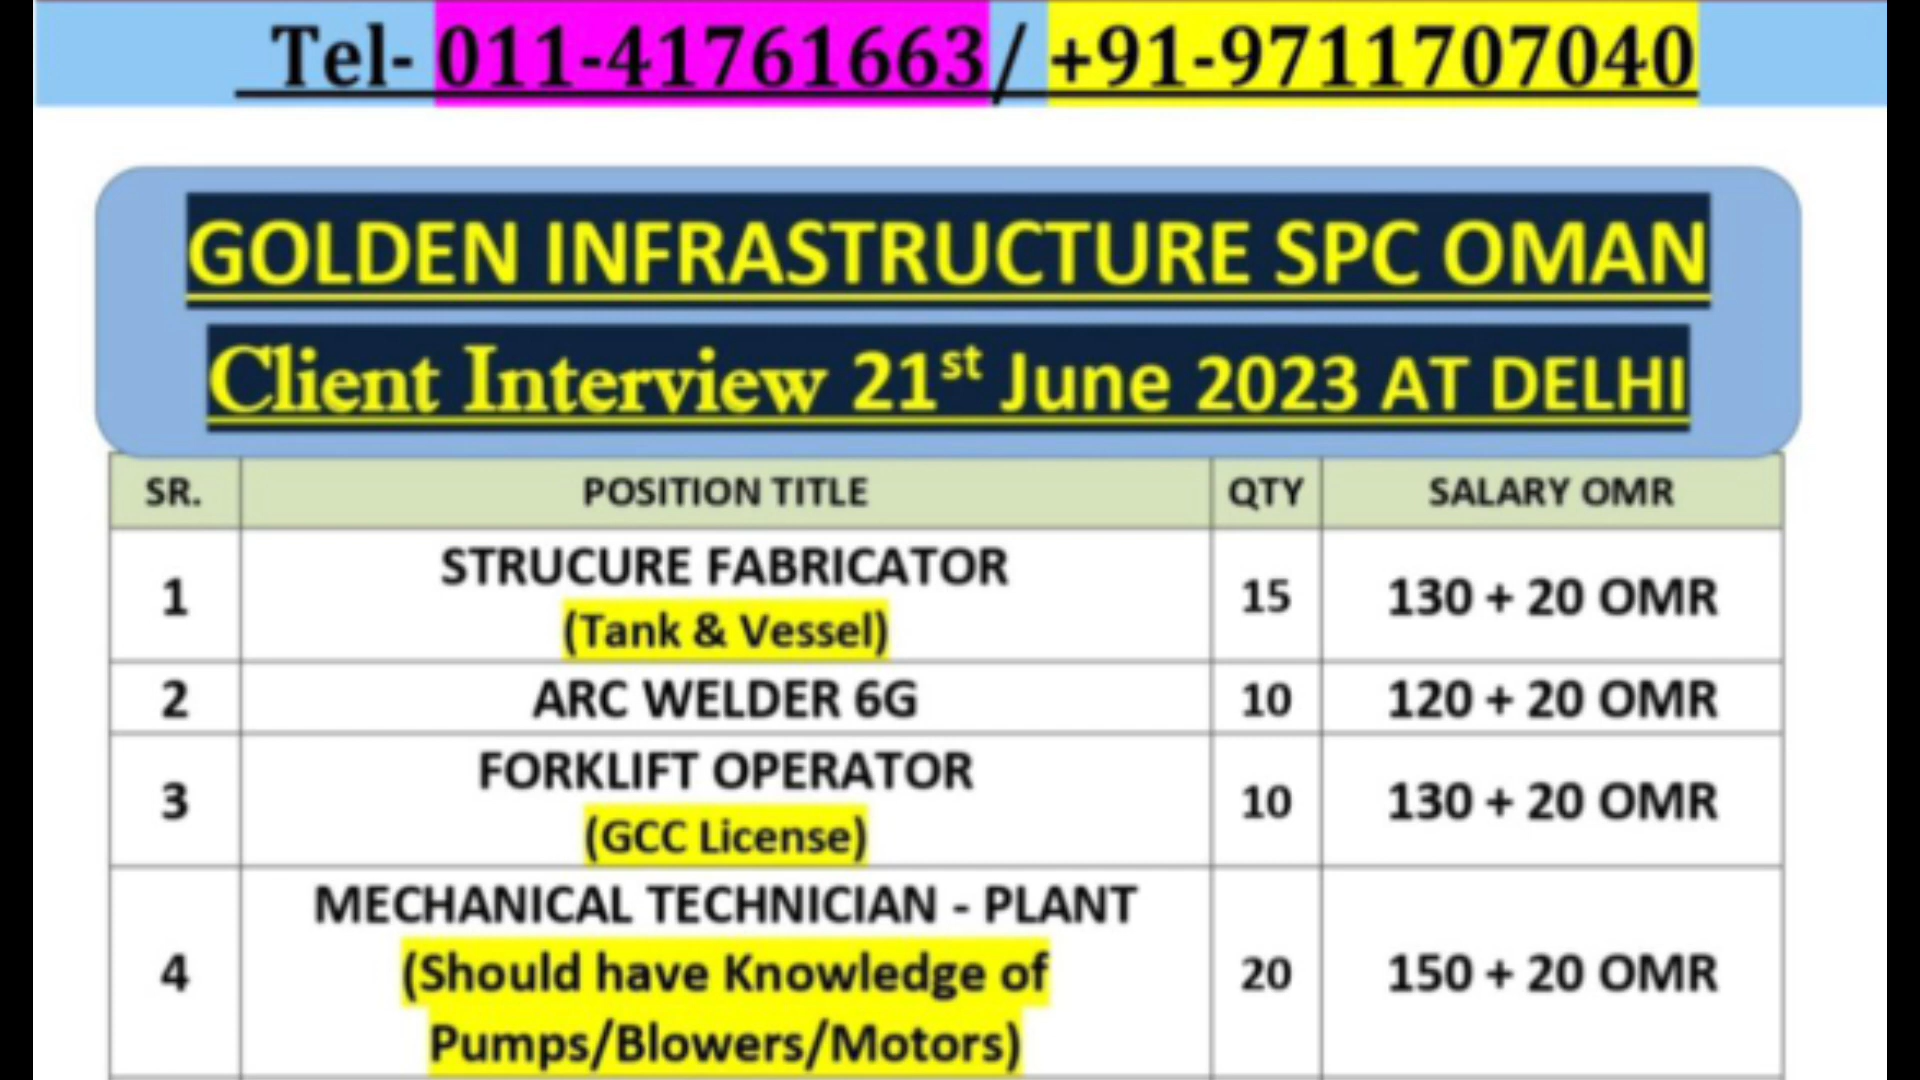 Tel- 011-41761663/ +91-9711707040
GOLDEN INFRASTRUCTURE SPC OMAN
Client Interview 21st June 2023 AT DELHI
SR. POSITION TITLE QTY SALARY OMR
1 STRUCURE FABRICATOR 15 130 + 20 OMR
(Tank & Vessel)
2 ARC WELDER 6G 10 120 + 20 OMR
3 FORKLIFT OPERATOR 10 130 + 20 OMR
(GCC License)
4 MECHANICAL TECHNICIAN - PLANT 20 150 + 20 OMR
(Should have Knowledge of
Pumps/Blowers/Motors)